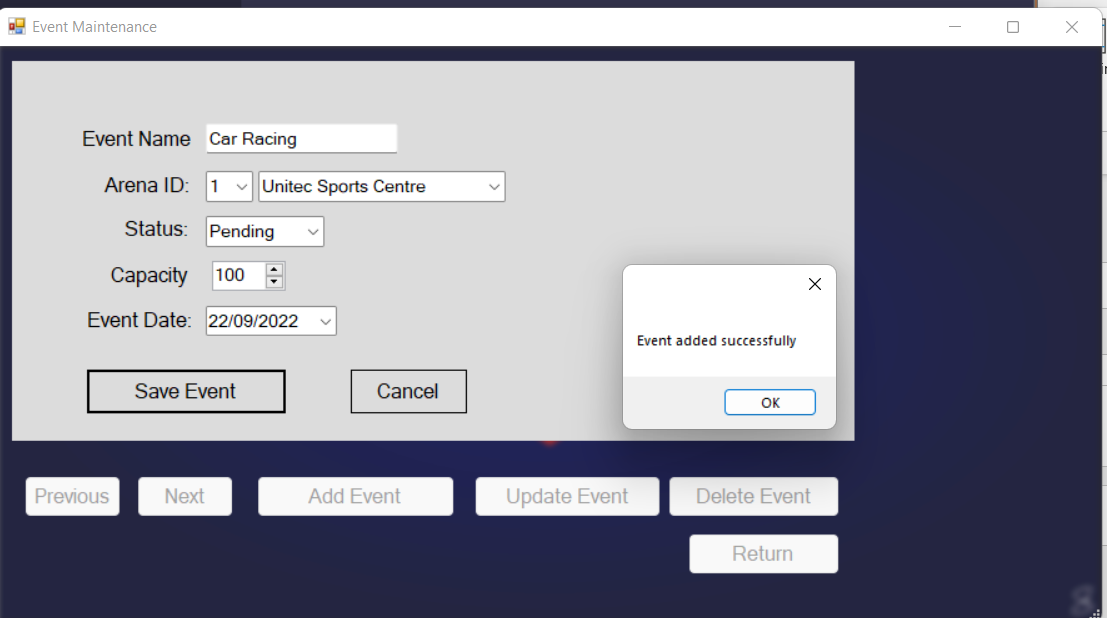 Event Maintenance
Event Name Car Racing
Arena ID: 1 Unitec Sports Centre
Status: Pending
Capacity 100
Event Date: 22/09/2022
Save Event Cancel
Event added successfully
OK
Previous Next Add Event Update Event Delete Event
Return